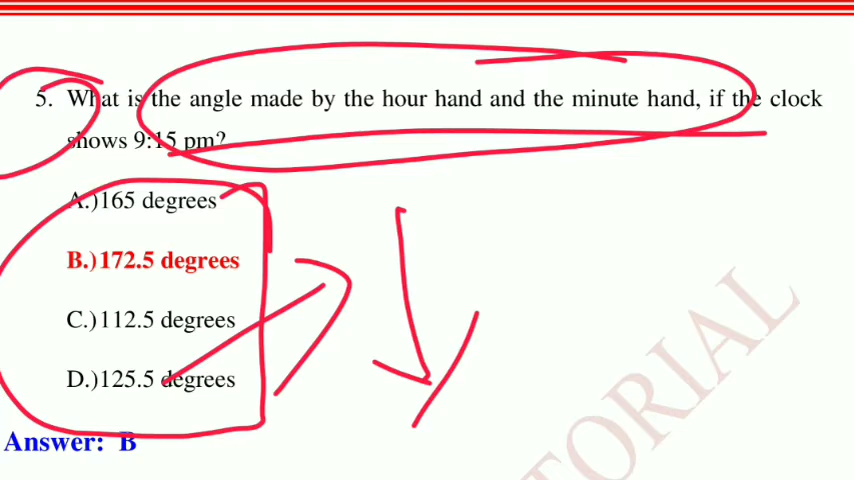 5. What is the angle made by the hour hand and the minute hand, if the clock
shows 9:15 pm?
A.)165 degrees
B.)172.5 degrees
C.)112.5 degrees
D.)125.5 degrees
Answer: B
TORIAL